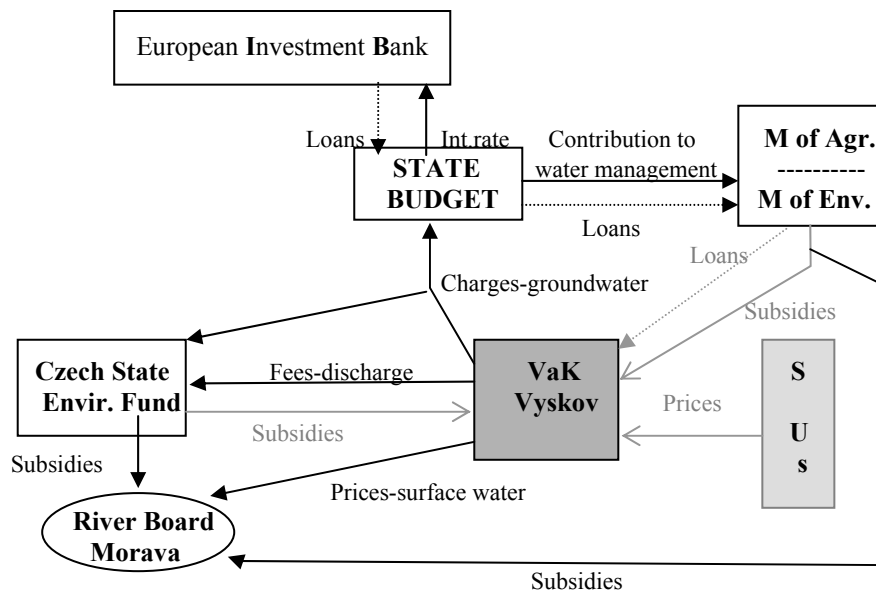 European Investment Bank
Loans
Int.rate
Contribution to
water management
M of Agr.
----------
M of Env.
STATE
BUDGET
Loans
Loans
Charges-groundwater
Subsidies
Czech State
Envir. Fund
Fees-discharge
VaK
Vyskov
S
U
s
Prices
Subsidies
Subsidies
Prices-surface water
River Board
Morava
Subsidies